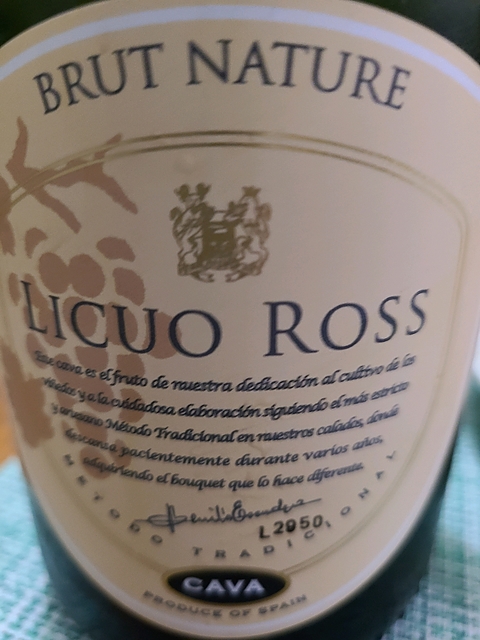 BRUT NATURE
LICUO ROSS
Este cava es el fruto de nuestra dedicación al cultivo de los
viñedos y a la cuidadosa elaboración siguiendo el más estricto
y artesano Método Tradicional en nuestros calados, donde
descansa pacientemente durante varios años,
adquiriendo el bouquet que lo hace diferente.
L2950
METODO TRADICIONAL
CAVA
PRODUCE OF SPAIN